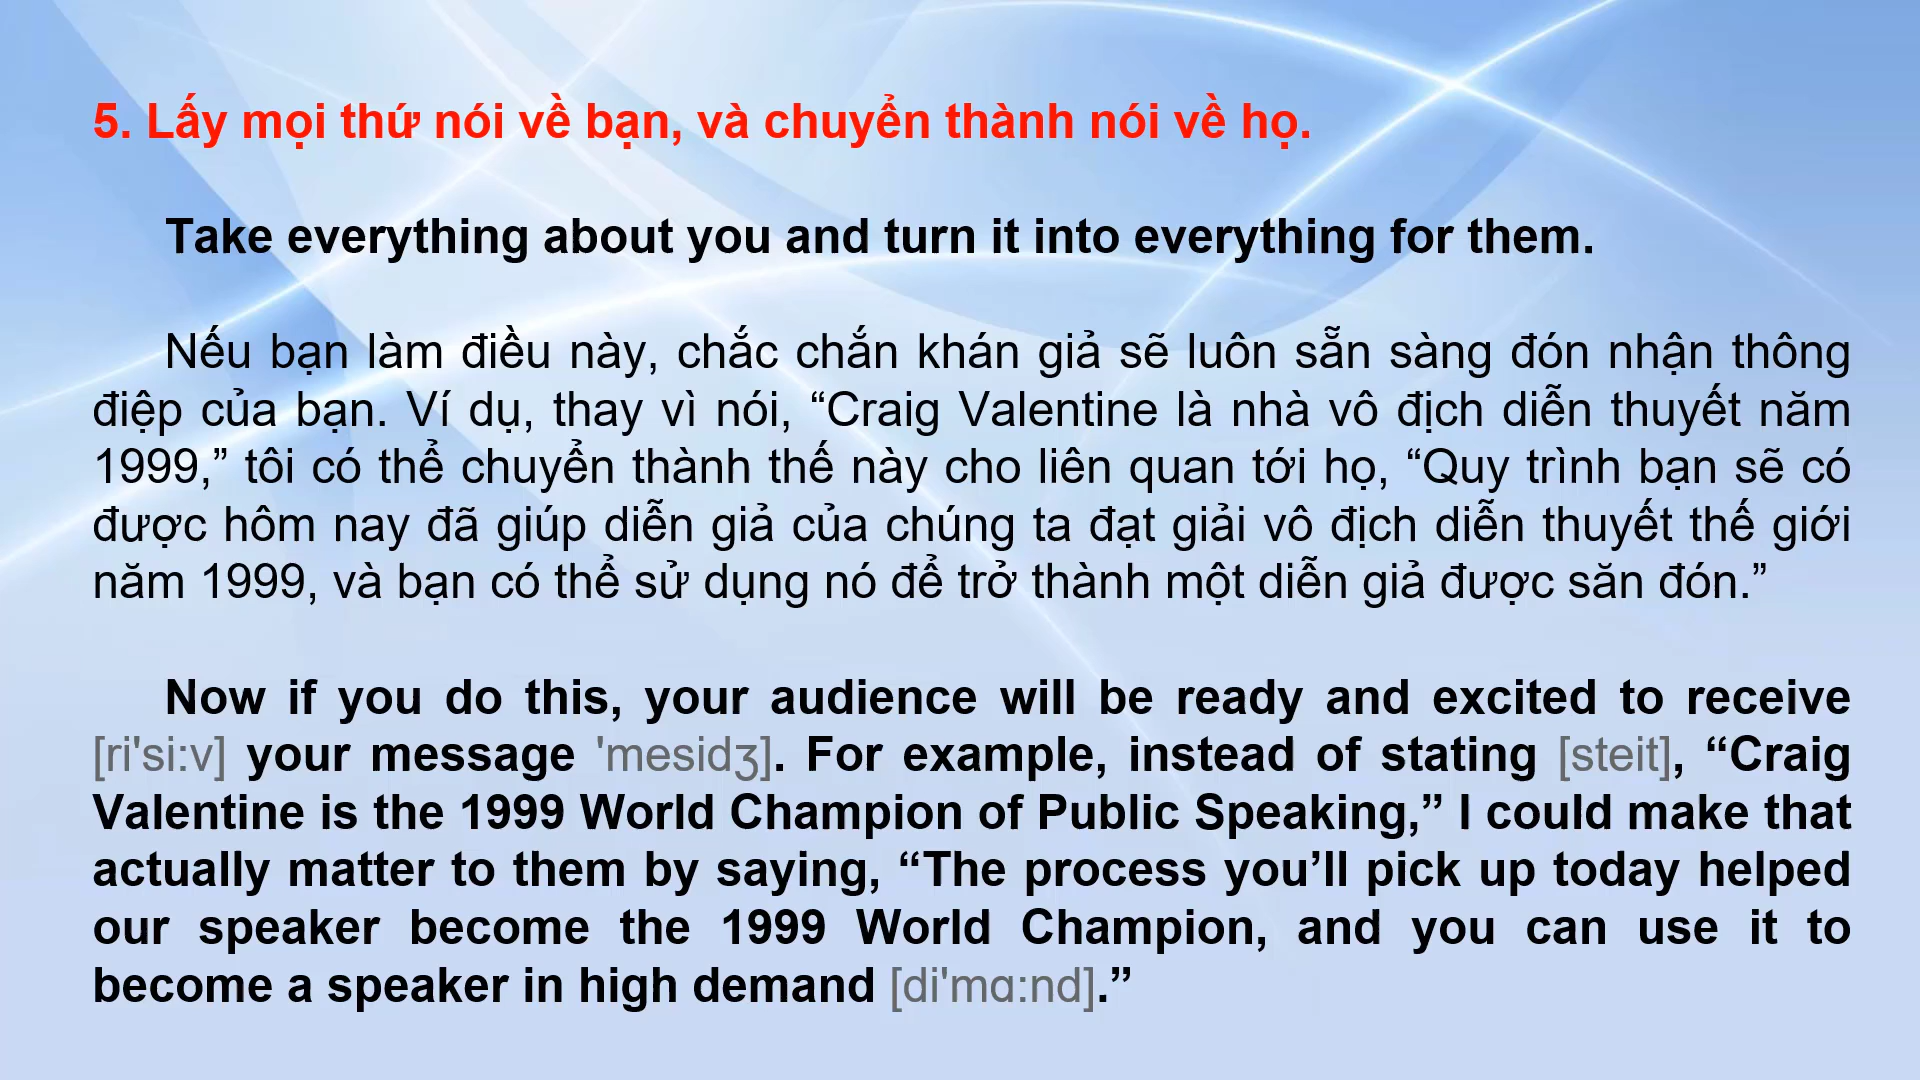 5. Lấy mọi thứ nói về bạn, và chuyển thành nói về họ.
Take everything about you and turn it into everything for them.
Nếu bạn làm điều này, chắc chắn khán giả sẽ luôn sẵn sàng đón nhận thông
điệp của bạn. Ví dụ, thay vì nói, “Craig Valentine là nhà vô địch diễn thuyết năm
1999,” tôi có thể chuyển thành thế này cho liên quan tới họ, “Quy trình bạn sẽ có
được hôm nay đã giúp diễn giả của chúng ta đạt giải vô địch diễn thuyết thế giới
năm 1999, và bạn có thể sử dụng nó để trở thành một diễn giả được săn đón.”
Now if you do this, your audience will be ready and excited to receive
[ri'si:v] your message 'mesidʒ]. For example, instead of stating [steit], “Craig
Valentine is the 1999 World Champion of Public Speaking,” I could make that
actually matter to them by saying, “The process you’ll pick up today helped
our speaker become the 1999 World Champion, and you can use it to
become a speaker in high demand [di'mɑ:nd].”